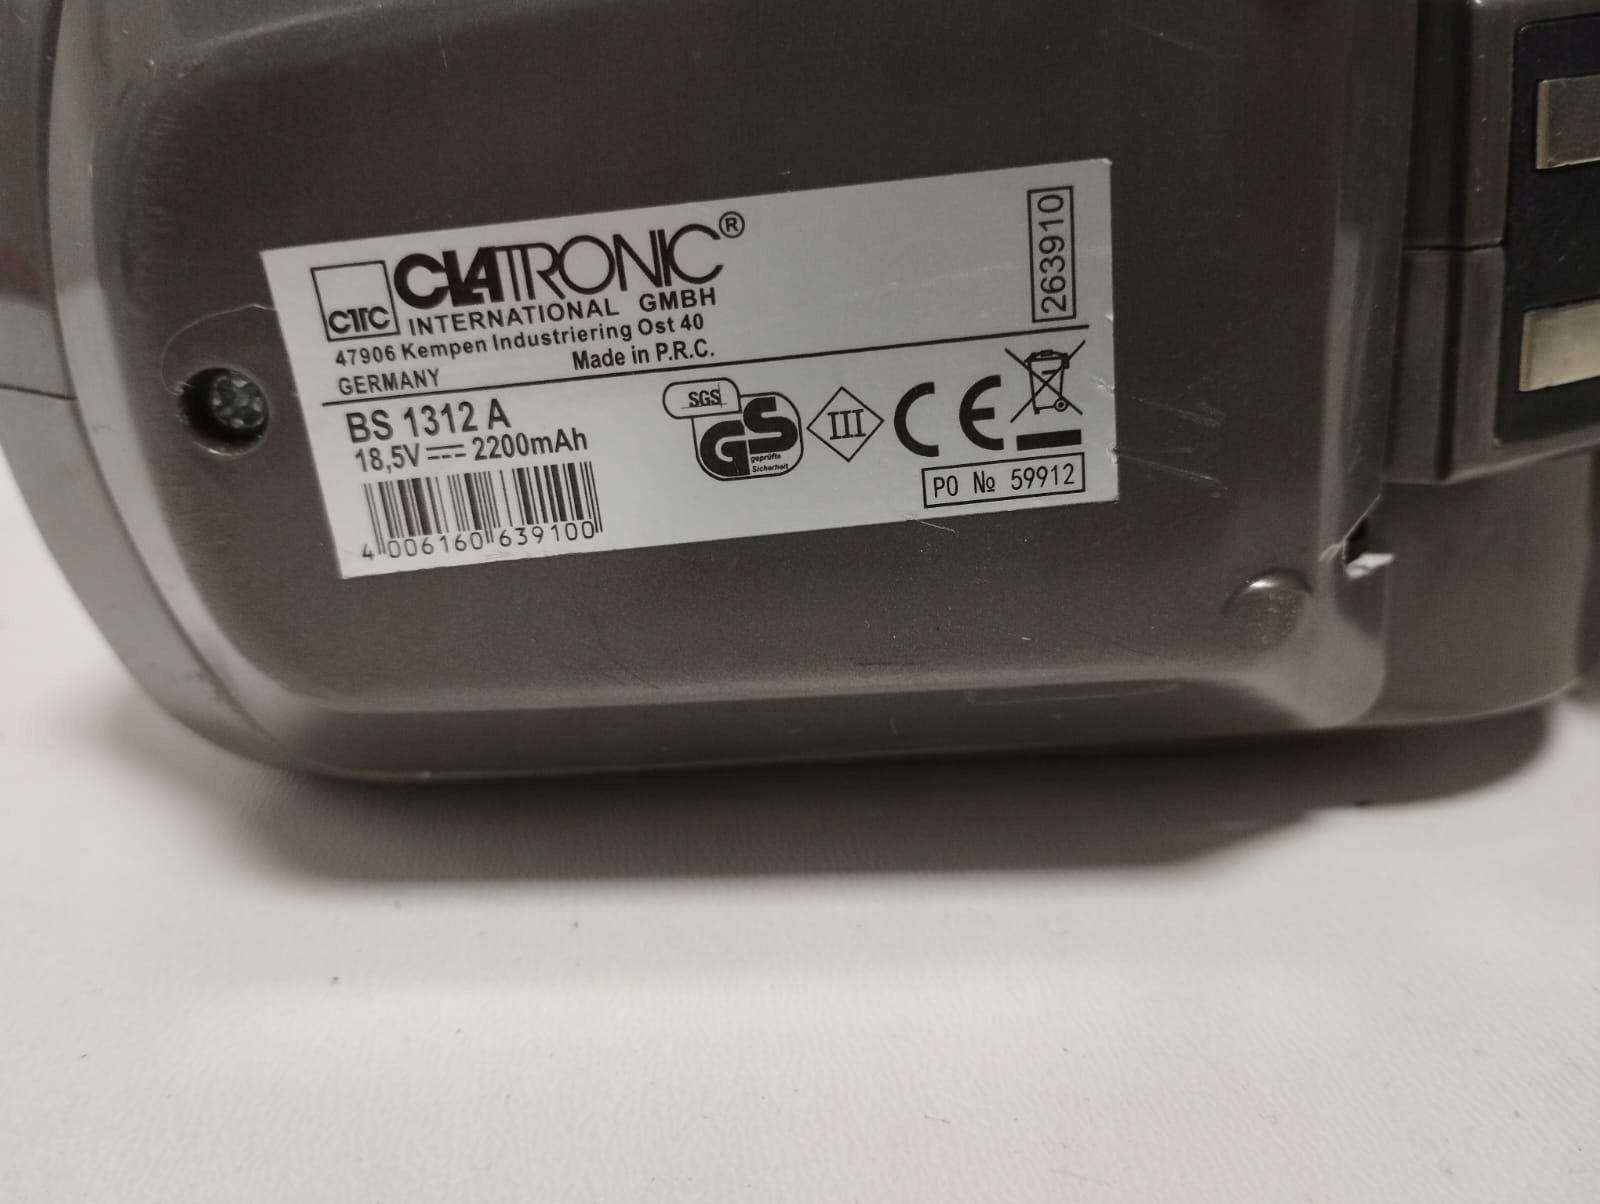 CLATRONIC®
CTC
INTERNATIONAL GMBH
47906 Kempen Industriering Ost 40
GERMANY
Made in P.R.C.
263910
BS 1312 A
18,5V 2200mAh
4 006160 639100
SGS
GS
geprüfte
Sicherheit
III
CE
PO № 59912